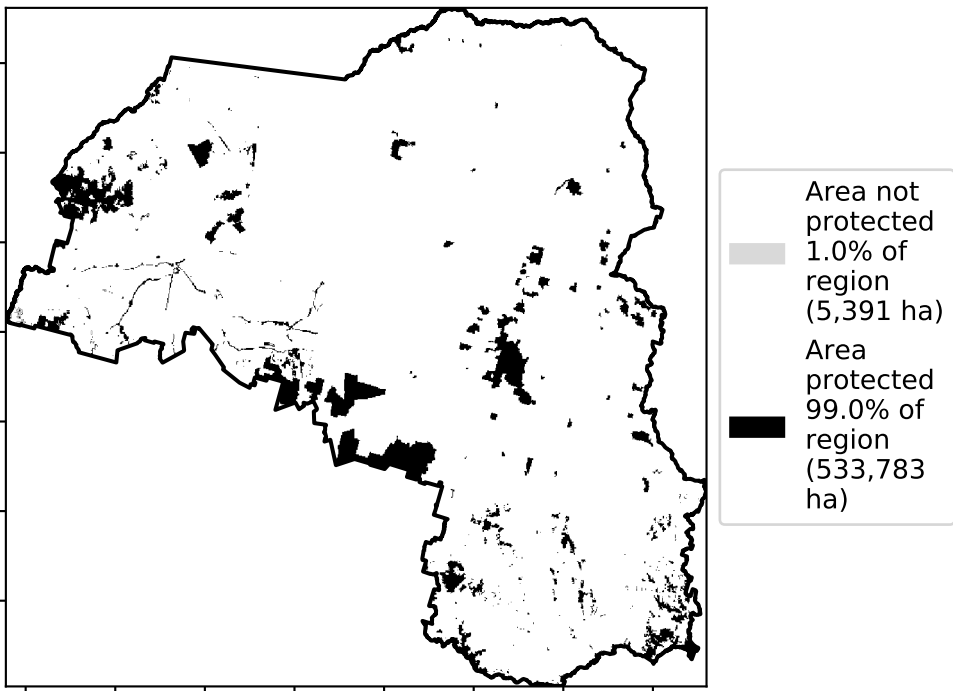 Area not
protected
1.0% of
region
(5,391 ha)
Area
protected
99.0% of
region
(533,783
ha)